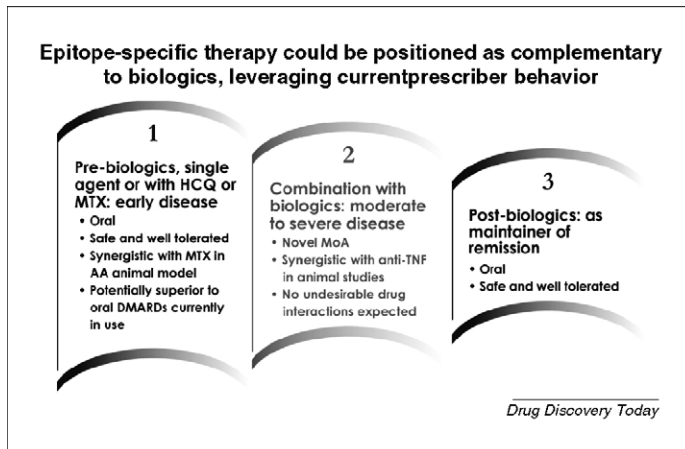 Epitope-specific therapy could be positioned as complementary
to biologics, leveraging currentprescriber behavior
1
Pre-biologics, single
agent or with HCQ or
MTX: early disease
• Oral
• Safe and well tolerated
• Synergistic with MTX in
AA animal model
• Potentially superior to
oral DMARDs currently
in use
2
Combination with
biologics: moderate
to severe disease
• Novel MoA
• Synergistic with anti-TNF
in animal studies
• No undesirable drug
interactions expected
3
Post-biologics: as
maintainer of
remission
• Oral
• Safe and well tolerated
Drug Discovery Today